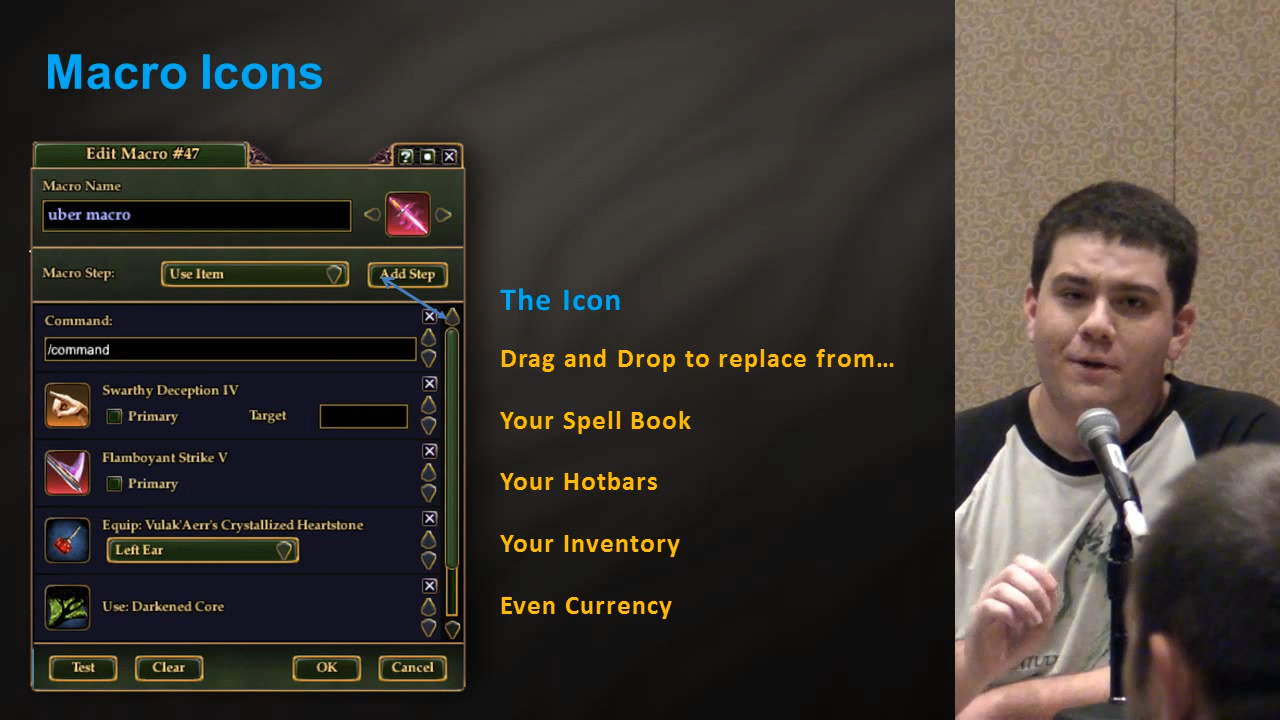 Macro Icons
Edit Macro #47
?
Macro Name
uber macro
Macro Step:
Use Item
Add Step
Command:
/command
Swarthy Deception IV
Primary
Target
Flamboyant Strike V
Primary
Equip: Vulak'Aerr's Crystallized Heartstone
Left Ear
Use: Darkened Core
Test
Clear
OK
Cancel
The Icon
Drag and Drop to replace from…
Your Spell Book
Your Hotbars
Your Inventory
Even Currency